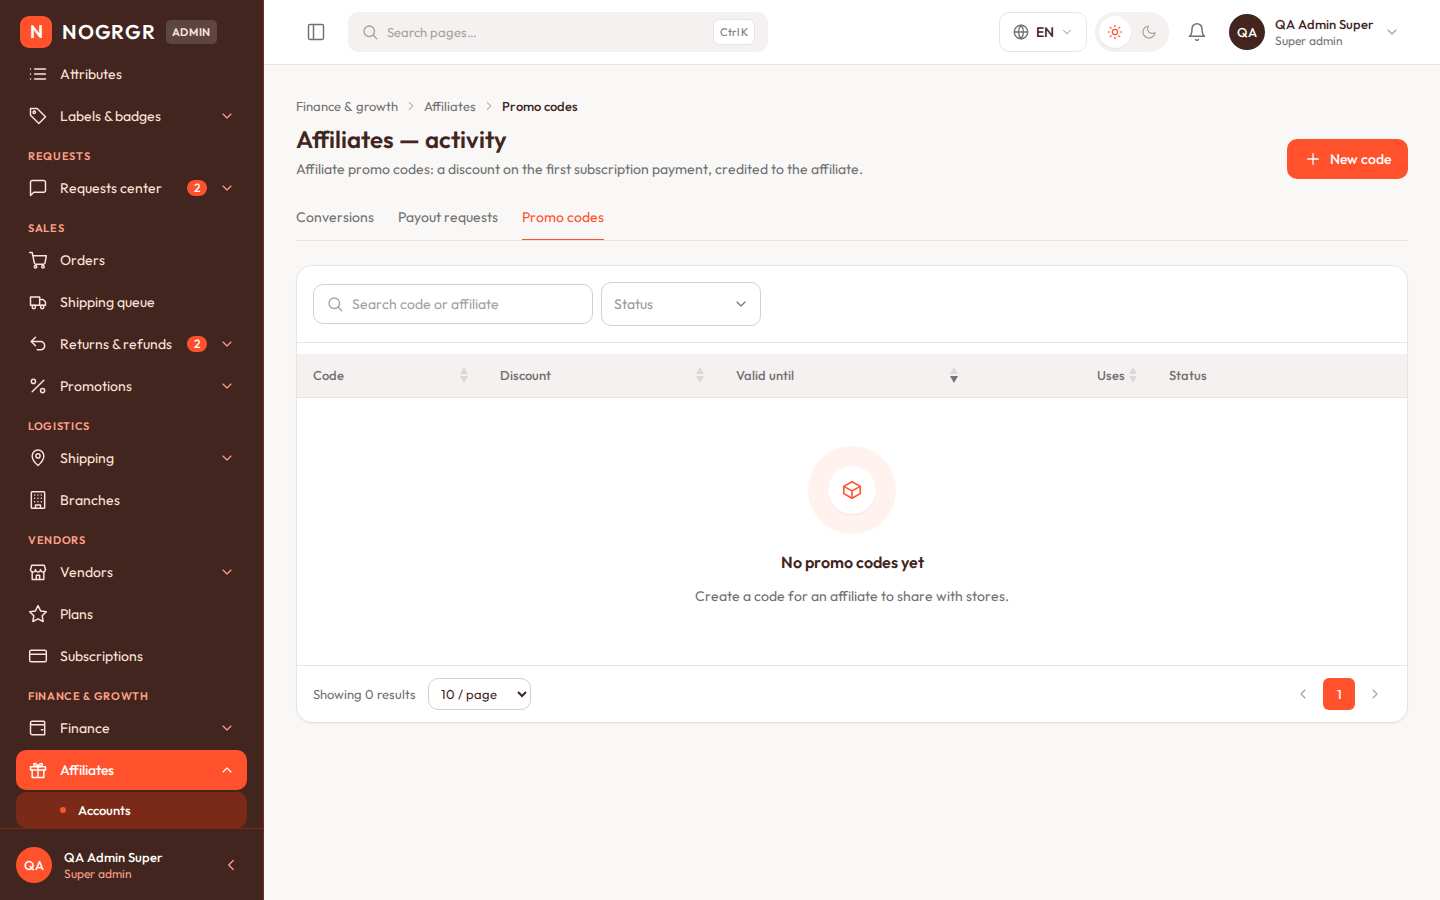 N NOGRGR ADMIN
Attributes
Labels & badges
REQUESTS
Requests center 2
SALES
Orders
Shipping queue
Returns & refunds 2
Promotions
LOGISTICS
Shipping
Branches
VENDORS
Vendors
Plans
Subscriptions
FINANCE & GROWTH
Finance
Affiliates
Accounts
QA QA Admin Super
Super admin
Search pages... Ctrl K
EN
QA QA Admin Super
Super admin
Finance & growth > Affiliates > Promo codes
Affiliates — activity
Affiliate promo codes: a discount on the first subscription payment, credited to the affiliate.
+ New code
Conversions Payout requests Promo codes
Search code or affiliate Status
Code Discount Valid until Uses Status
No promo codes yet
Create a code for an affiliate to share with stores.
Showing 0 results 10 / page 1